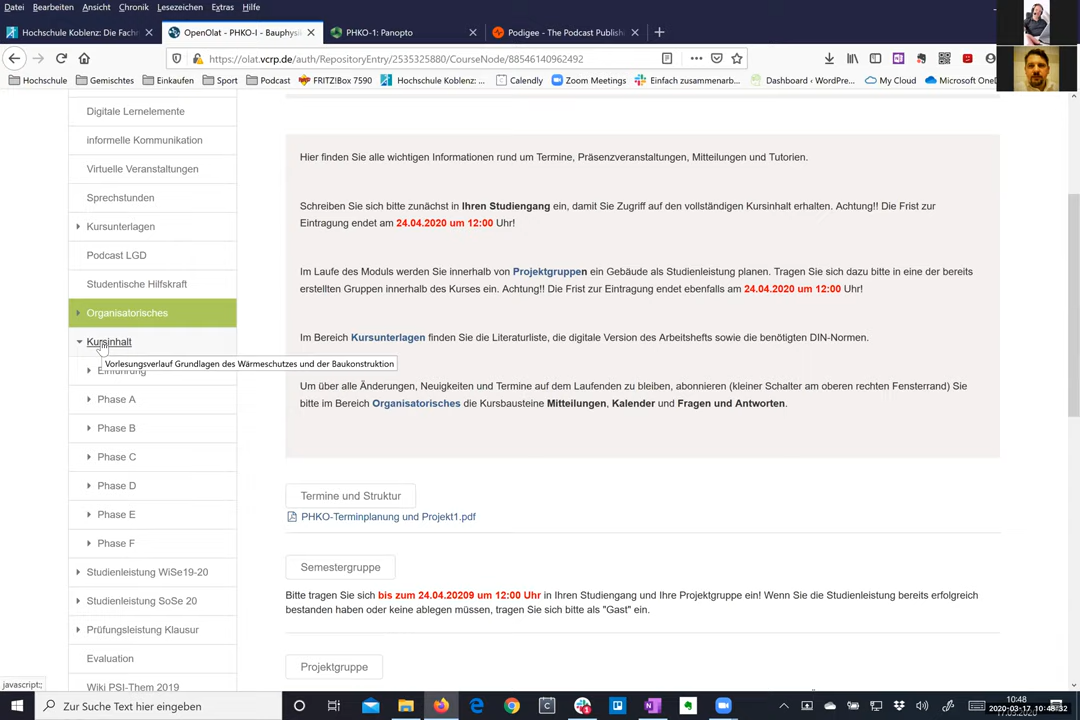 Datei Bearbeiten Ansicht Chronik Lesezeichen Extras Hilfe
Hochschule Koblenz: Die Fach
OpenOlat - PHKO-I - Bauphysik
PHKO-1: Panopto
Podigee - The Podcast Publishi
https://olat.vcrp.de/auth/RepositoryEntry/2535325880/CourseNode/88546140962492
Hochschule Gemischtes Einkaufen Sport Podcast FRITZ!Box 7590 Hochschule Koblenz: ... Calendly Zoom Meetings Einfach zusammenarb... Dashboard ‹ WordPre... My Cloud Microsoft On
Digitale Lernelemente
informelle Kommunikation
Virtuelle Veranstaltungen
Sprechstunden
Kursunterlagen
Podcast LGD
Studentische Hilfskraft
Organisatorisches
Kursinhalt
Vorlesungsverlauf Grundlagen des Wärmeschutzes und der Baukonstruktion
Einführung
Phase A
Phase B
Phase C
Phase D
Phase E
Phase F
Studienleistung WiSe19-20
Studienleistung SoSe 20
Prüfungsleistung Klausur
Evaluation
Wiki PSI-Them 2019
Hier finden Sie alle wichtigen Informationen rund um Termine, Präsenzveranstaltungen, Mitteilungen und Tutorien.
Schreiben Sie sich bitte zunächst in Ihren Studiengang ein, damit Sie Zugriff auf den vollständigen Kursinhalt erhalten. Achtung!! Die Frist zur
Eintragung endet am 24.04.2020 um 12:00 Uhr!
Im Laufe des Moduls werden Sie innerhalb von Projektgruppen ein Gebäude als Studienleistung planen. Tragen Sie sich dazu bitte in eine der bereits
erstellten Gruppen innerhalb des Kurses ein. Achtung!! Die Frist zur Eintragung endet ebenfalls am 24.04.2020 um 12:00 Uhr!
Im Bereich Kursunterlagen finden Sie die Literaturliste, die digitale Version des Arbeitshefts sowie die benötigten DIN-Normen.
Um über alle Änderungen, Neuigkeiten und Termine auf dem Laufenden zu bleiben, abonnieren (kleiner Schalter am oberen rechten Fensterrand) Sie
bitte im Bereich Organisatorisches die Kursbausteine Mitteilungen, Kalender und Fragen und Antworten.
Termine und Struktur
PHKO-Terminplanung und Projekt1.pdf
Semestergruppe
Bitte tragen Sie sich bis zum 24.04.20209 um 12:00 Uhr in Ihren Studiengang und Ihre Projektgruppe ein! Wenn Sie die Studienleistung bereits erfolgreich
bestanden haben oder keine ablegen müssen, tragen Sie sich bitte als "Gast" ein.
Projektgruppe
javascript:;
Zur Suche Text hier eingeben
10:48
2020-03-17, 10:48:32